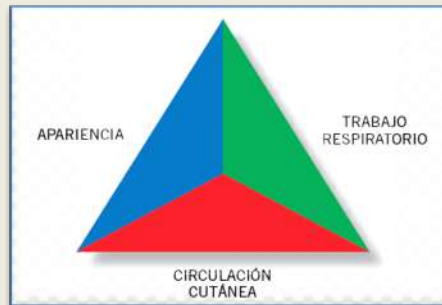 APARIENCIA
TRABAJO
RESPIRATORIO
CIRCULACIÓN
CUTÁNEA